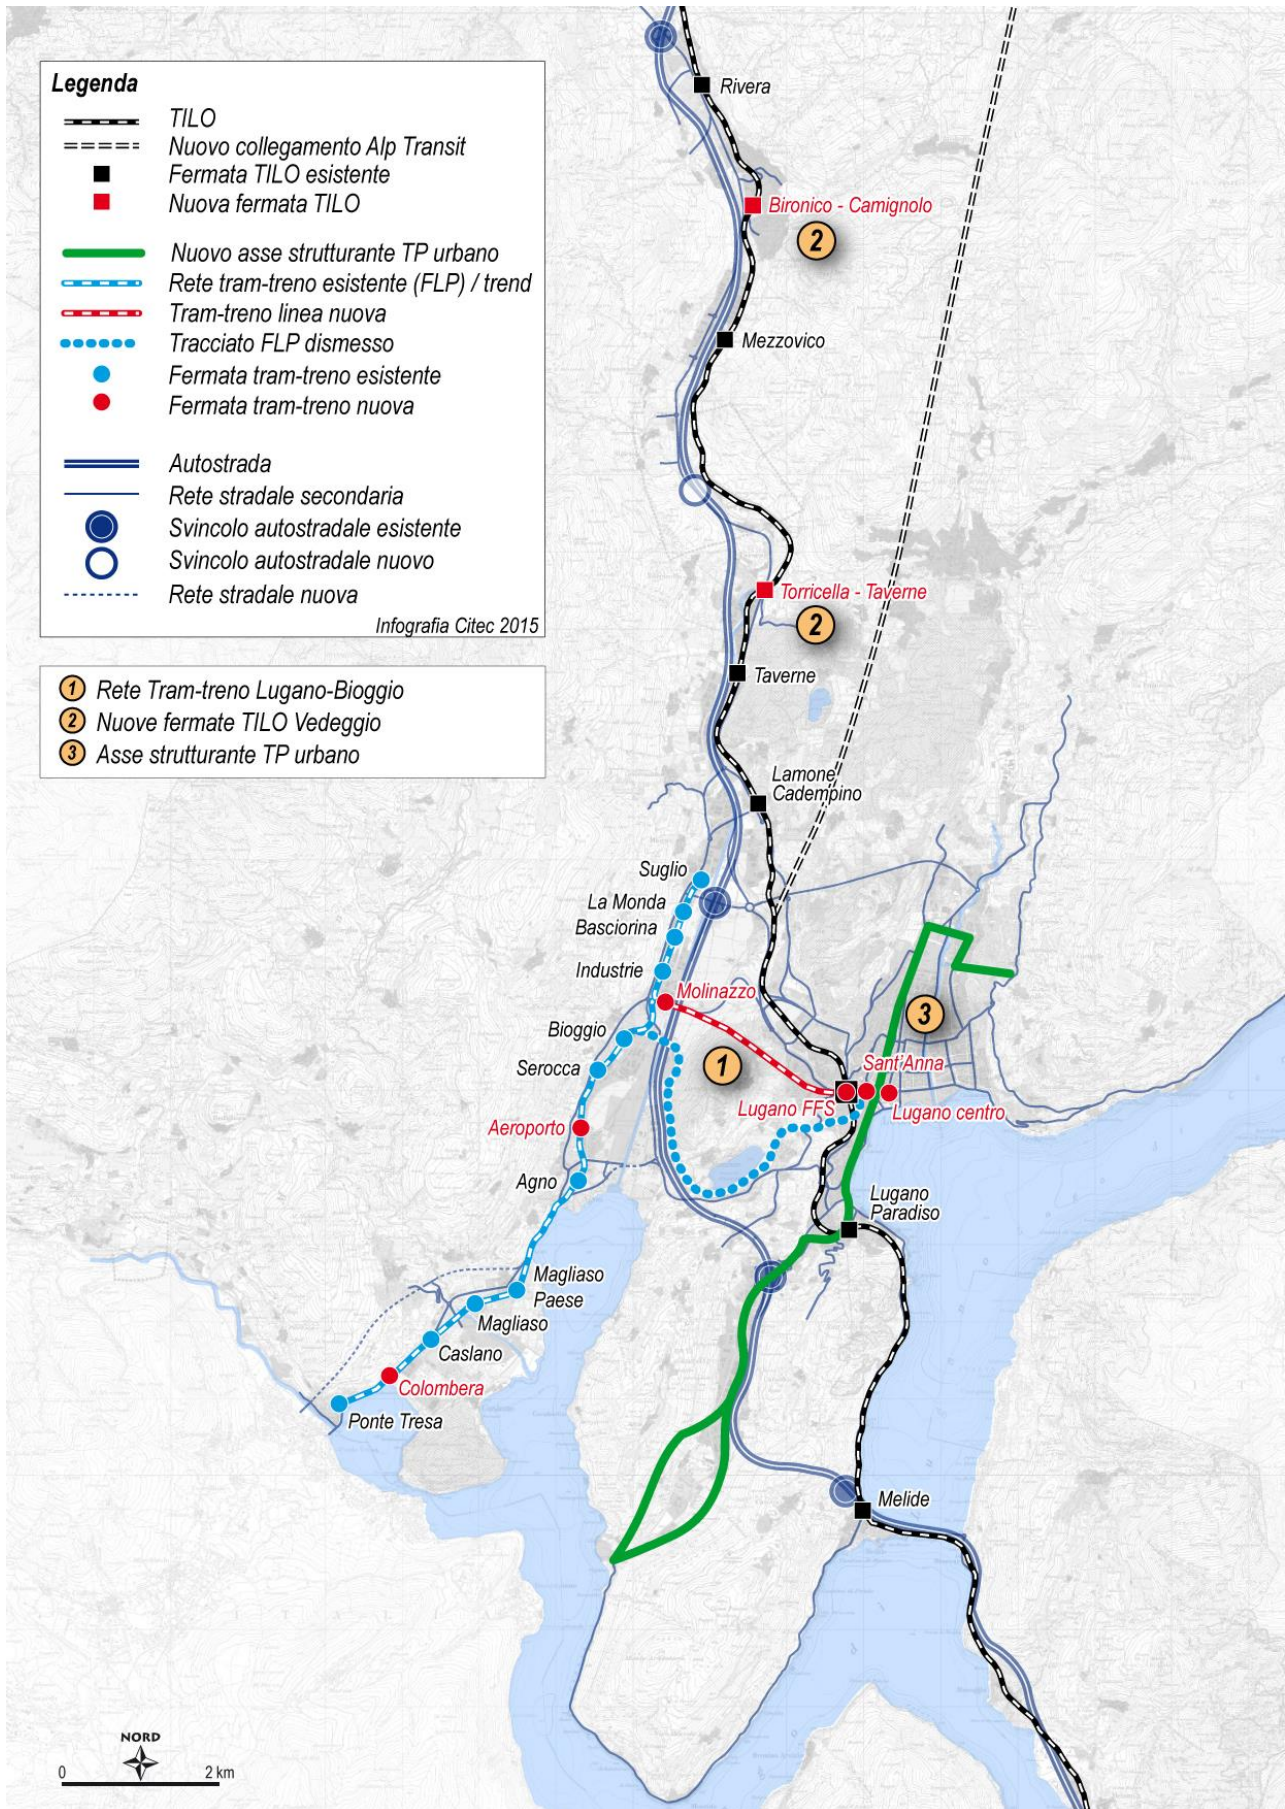 Legenda
TILO
Nuovo collegamento Alp Transit
Fermata TILO esistente
Nuova fermata TILO
Nuovo asse strutturante TP urbano
Rete tram-treno esistente (FLP) / trend
Tram-treno linea nuova
Tracciato FLP dismesso
Fermata tram-treno esistente
Fermata tram-treno nuova
Autostrada
Rete stradale secondaria
Svincolo autostradale esistente
Svincolo autostradale nuovo
Rete stradale nuova
Infografia Citec 2015
1 Rete Tram-treno Lugano-Bioggio
2 Nuove fermate TILO Vedeggio
3 Asse strutturante TP urbano
Rivera
Bironico - Camignolo
2
Mezzovico
Torricella - Taverne
2
Taverne
Lamone
Cadempino
Suglio
La Monda
Basciorina
Industrie
Molinazzo
Bioggio
3
Serocca
1
Sant'Anna
Lugano FFS
Lugano centro
Aeroporto
Agno
Lugano
Paradiso
Magliaso
Paese
Magliaso
Caslano
Colombera
Ponte Tresa
Melide
NORD
0 2 km